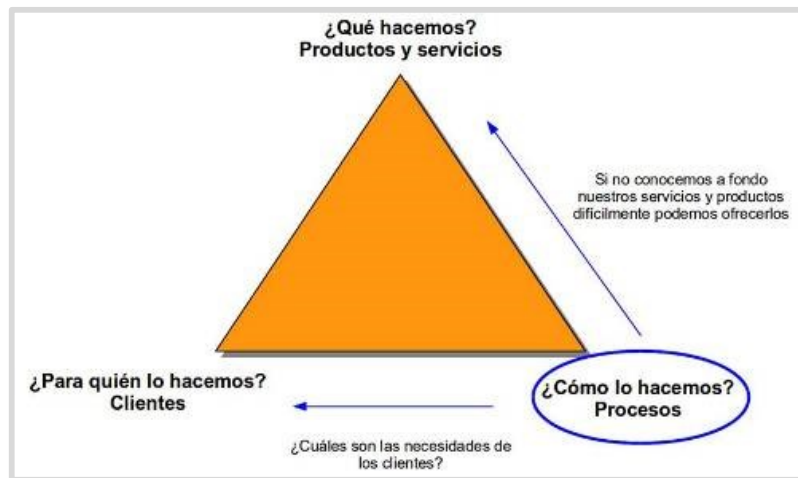 ¿Qué hacemos?
Productos y servicios
Si no conocemos a fondo
nuestros servicios y productos
dificilmente podemos ofrecerlos
¿Para quién lo hacemos?
Clientes
¿Cómo lo hacemos?
Procesos
¿Cuáles son las necesidades de
los clientes?